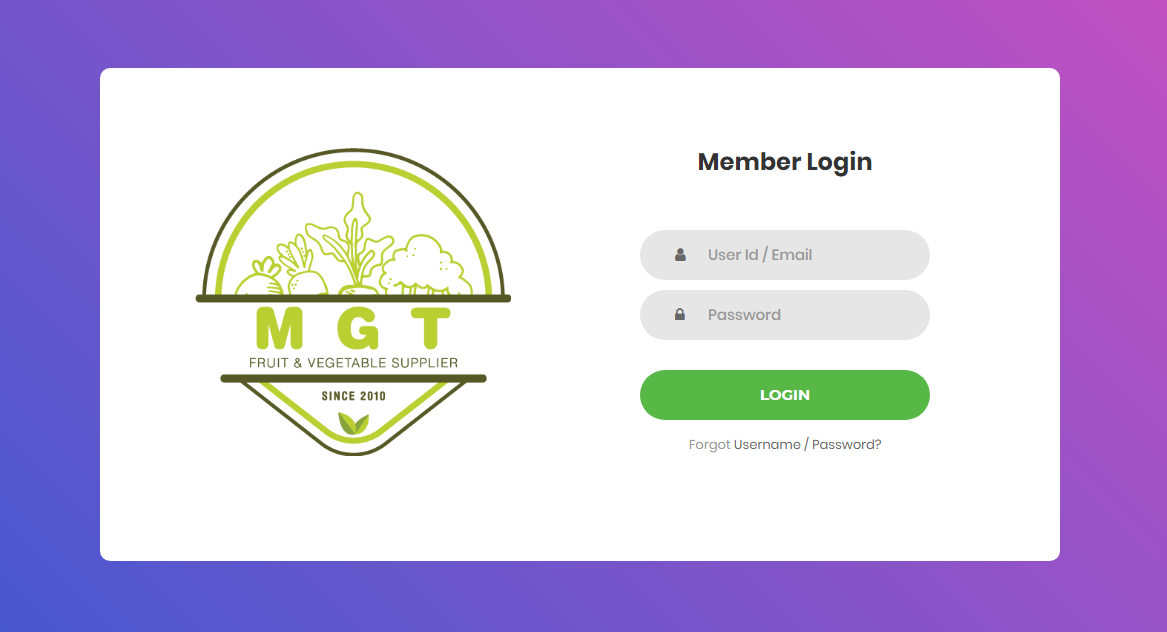 MGT
FRUIT & VEGETABLE SUPPLIER
SINCE 2010
Member Login
User Id / Email
Password
LOGIN
Forgot Username / Password?